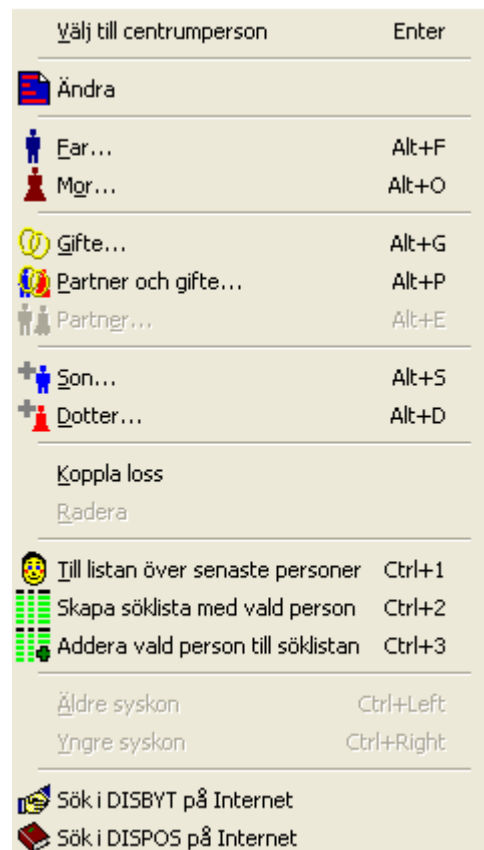 Välj till centrumperson Enter
Ändra
Far... Alt+F
Mor... Alt+O
Gifte... Alt+G
Partner och gifte... Alt+P
Partner... Alt+E
Son... Alt+S
Dotter... Alt+D
Koppla loss
Radera
Till listan över senaste personer Ctrl+1
Skapa söklista med vald person Ctrl+2
Addera vald person till söklistan Ctrl+3
Äldre syskon Ctrl+Left
Yngre syskon Ctrl+Right
Sök i DISBYT på Internet
Sök i DISPOS på Internet